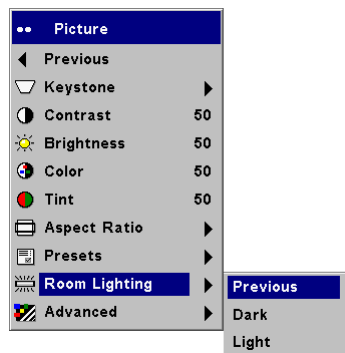 Picture
Previous
Keystone
Contrast 50
Brightness 50
Color 50
Tint 50
Aspect Ratio
Presets
Room Lighting
Advanced
Previous
Dark
Light